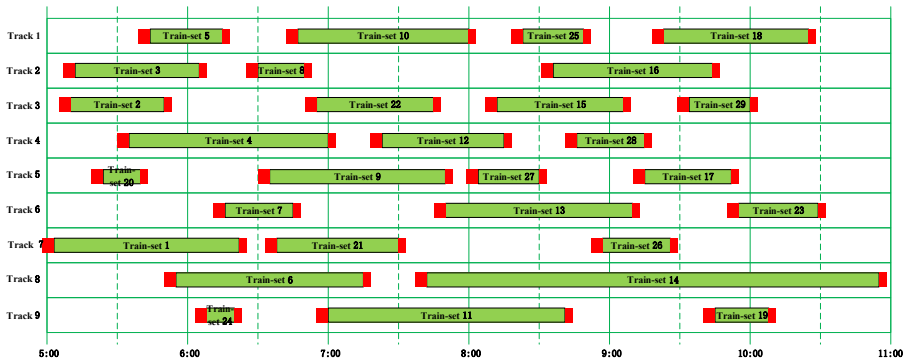 Track 1 Train-set 5 Train-set 10 Train-set 25 Train-set 18
Track 2 Train-set 3 Train-set 8 Train-set 16
Track 3 Train-set 2 Train-set 22 Train-set 15 Train-set 29
Track 4 Train-set 4 Train-set 12 Train-set 28
Track 5 Train-set 20 Train-set 9 Train-set 27 Train-set 17
Track 6 Train-set 7 Train-set 13 Train-set 23
Track 7 Train-set 1 Train-set 21 Train-set 26
Track 8 Train-set 6 Train-set 14
Track 9 Train-set 24 Train-set 11 Train-set 19
5:00 6:00 7:00 8:00 9:00 10:00 11:00